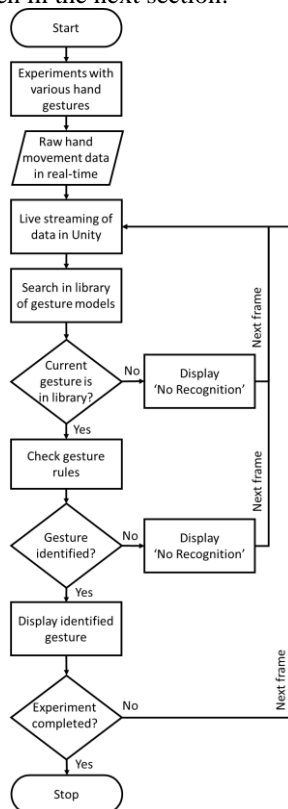 en in the next section.
Start
Experiments with
various hand
gestures
Raw hand
movement data
in real-time
Live streaming of
data in Unity
Search in library
of gesture models
Next frame
Current
gesture is
in library?
No
Display
'No Recognition'
Yes
Check gesture
rules
Next frame
Gesture
identified?
No
Display
'No Recognition'
Yes
Display identified
gesture
Next frame
Experiment
completed?
No
Yes
Stop